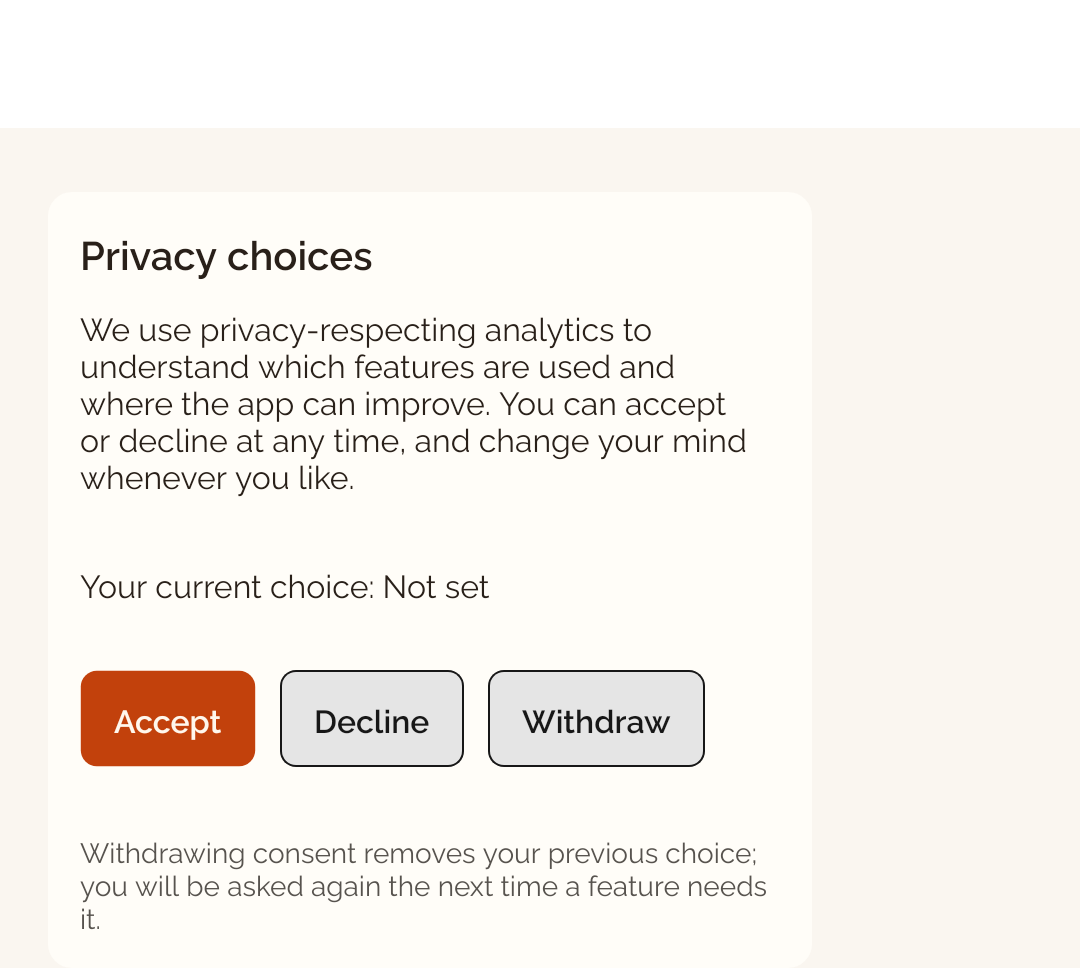 Privacy choices
We use privacy-respecting analytics to
understand which features are used and
where the app can improve. You can accept
or decline at any time, and change your mind
whenever you like.
Your current choice: Not set
Accept Decline Withdraw
Withdrawing consent removes your previous choice;
you will be asked again the next time a feature needs
it.